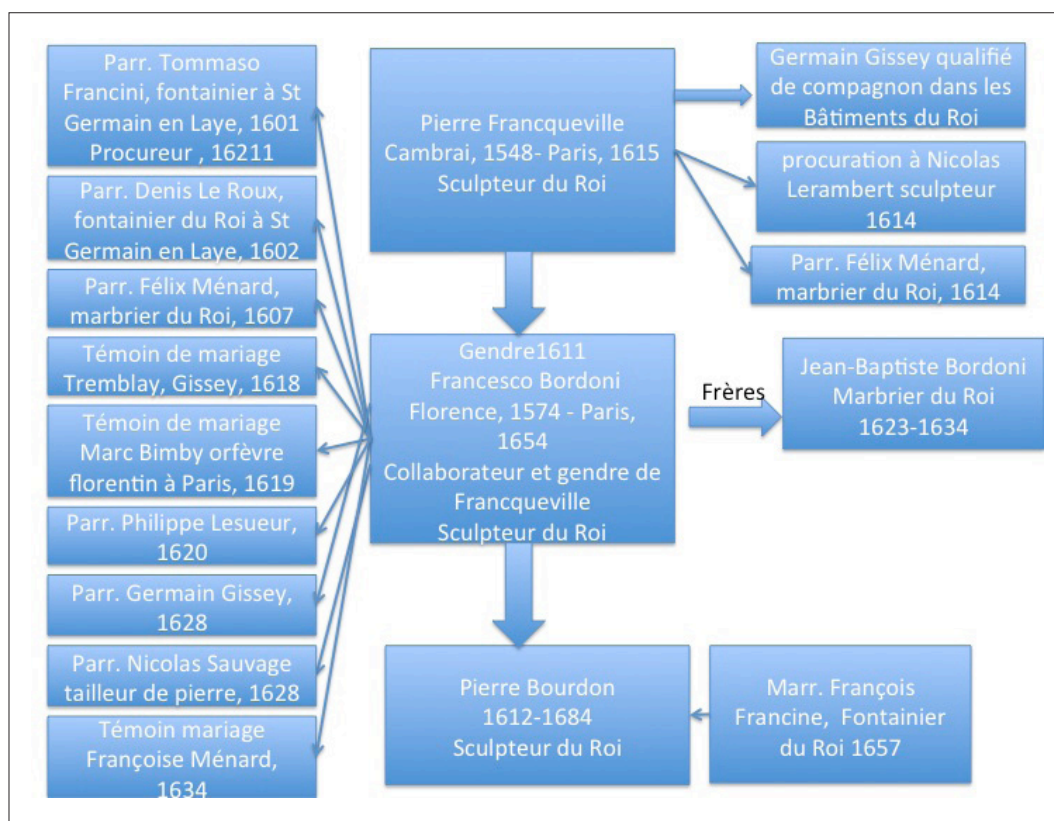 Parr. Tommaso
Francini, fontainier à St
Germain en Laye, 1601
Procureur , 16211
Parr. Denis Le Roux,
fontainier du Roi à St
Germain en Laye, 1602
Parr. Félix Ménard,
marbrier du Roi, 1607
Témoin de mariage
Tremblay, Gissey, 1618
Témoin de mariage
Marc Bimby orfèvre
florentin à Paris, 1619
Parr. Philippe Lesueur,
1620
Parr. Germain Gissey,
1628
Parr. Nicolas Sauvage
tailleur de pierre, 1628
Témoin mariage
Françoise Ménard,
1634
Pierre Francqueville
Cambrai, 1548- Paris, 1615
Sculpteur du Roi
Gendre1611
Francesco Bordoni
Florence, 1574 - Paris,
1654
Collaborateur et gendre de
Francqueville
Sculpteur du Roi
Pierre Bourdon
1612-1684
Sculpteur du Roi
Germain Gissey qualifié
de compagnon dans les
Bâtiments du Roi
procuration à Nicolas
Lerambert sculpteur
1614
Parr. Félix Ménard,
marbrier du Roi, 1614
Frères
Jean-Baptiste Bordoni
Marbrier du Roi
1623-1634
Marr. François
Francine, Fontainier
du Roi 1657